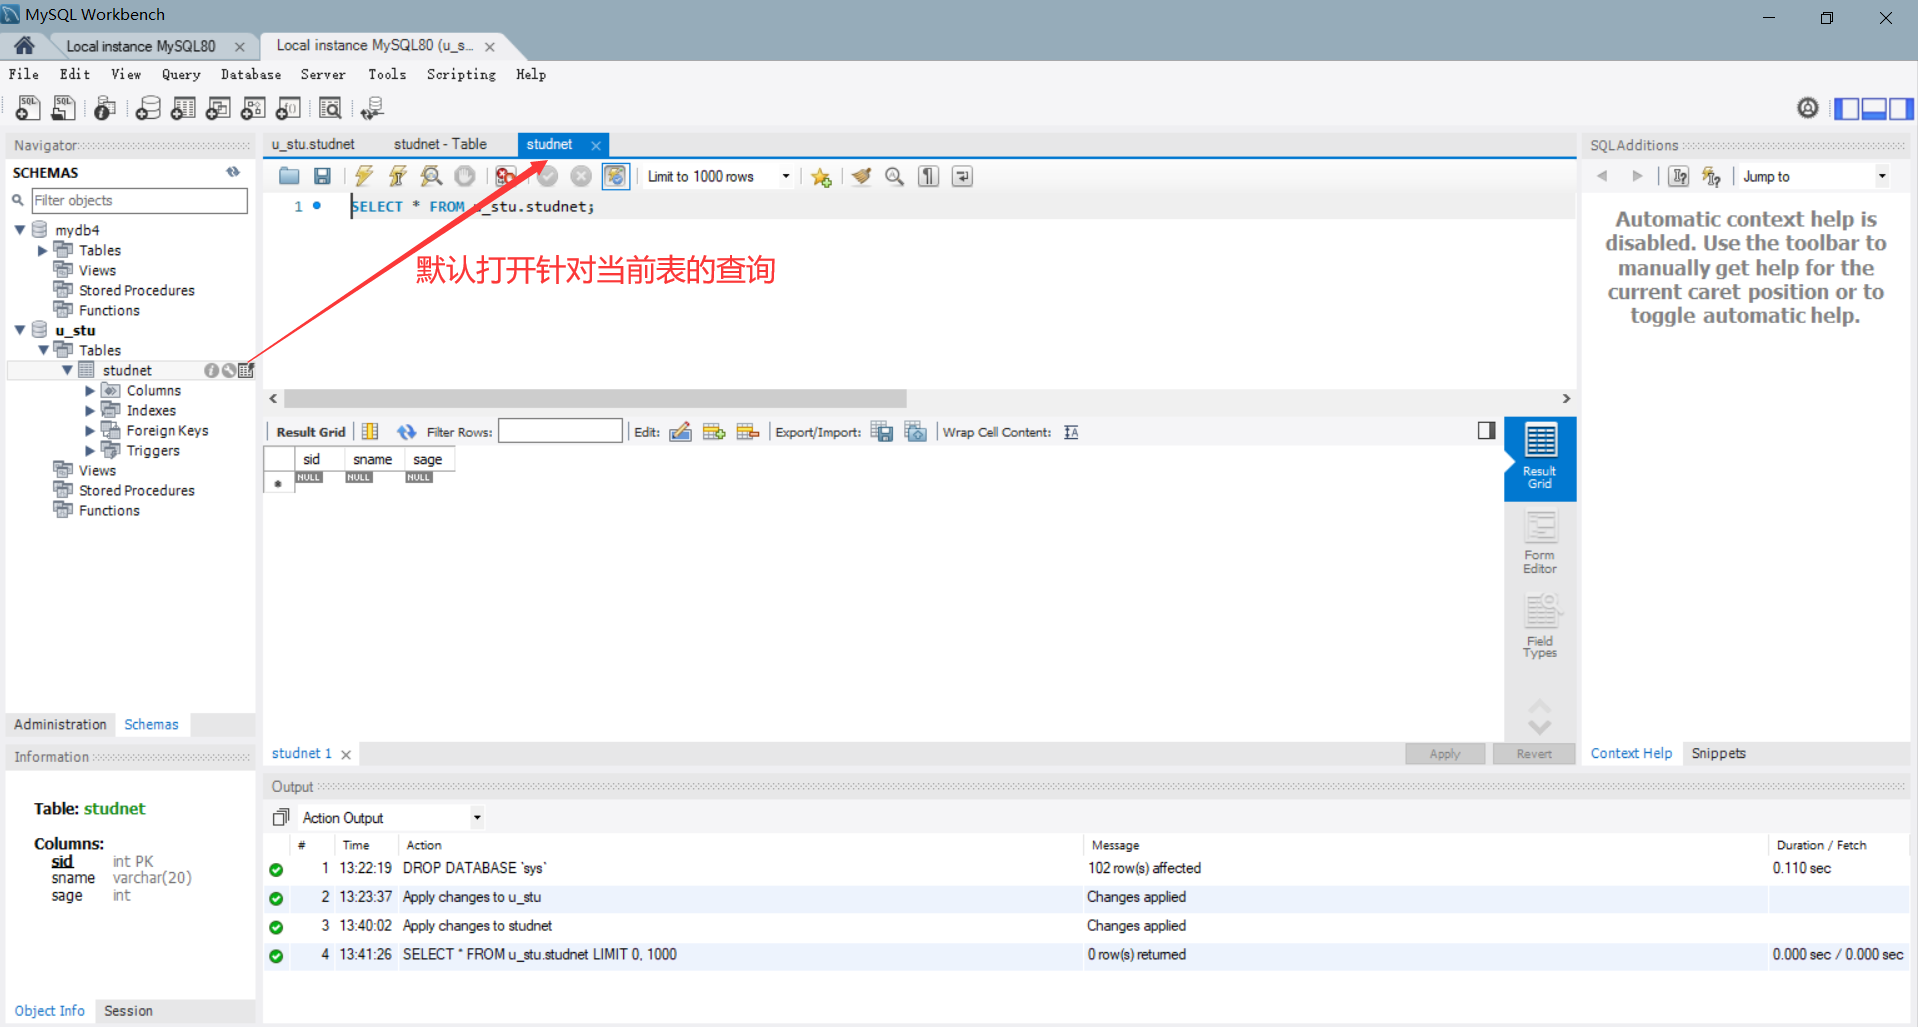 MySQL Workbench
Local instance MySQL80
Local instance MySQL80 (u_s...
File Edit View Query Database Server Tools Scripting Help
Navigator
SCHEMAS
Filter objects
mydb4
Tables
Views
Stored Procedures
Functions
u_stu
Tables
studnet
Columns
Indexes
Foreign Keys
Triggers
Views
Stored Procedures
Functions
Administration Schemas
Information
Table: studnet
Columns:
sid int PK
sname varchar(20)
sage int
Object Info Session
u_stu.studnet studnet - Table studnet
Limit to 1000 rows
1 SELECT * FROM u_stu.studnet;
默认打开针对当前表的查询
Result Grid Filter Rows: Edit: Export/Import: Wrap Cell Content:
sid sname sage
NULL NULL NULL
Result Grid
Form Editor
Field Types
studnet 1
Apply Revert
SQLAdditions
Jump to
Automatic context help is
disabled. Use the toolbar to
manually get help for the
current caret position or to
toggle automatic help.
Context Help Snippets
Output
Action Output
# Time Action Message Duration / Fetch
1 13:22:19 DROP DATABASE `sys` 102 row(s) affected 0.110 sec
2 13:23:37 Apply changes to u_stu Changes applied
3 13:40:02 Apply changes to studnet Changes applied
4 13:41:26 SELECT * FROM u_stu.studnet LIMIT 0, 1000 0 row(s) returned 0.000 sec / 0.000 sec